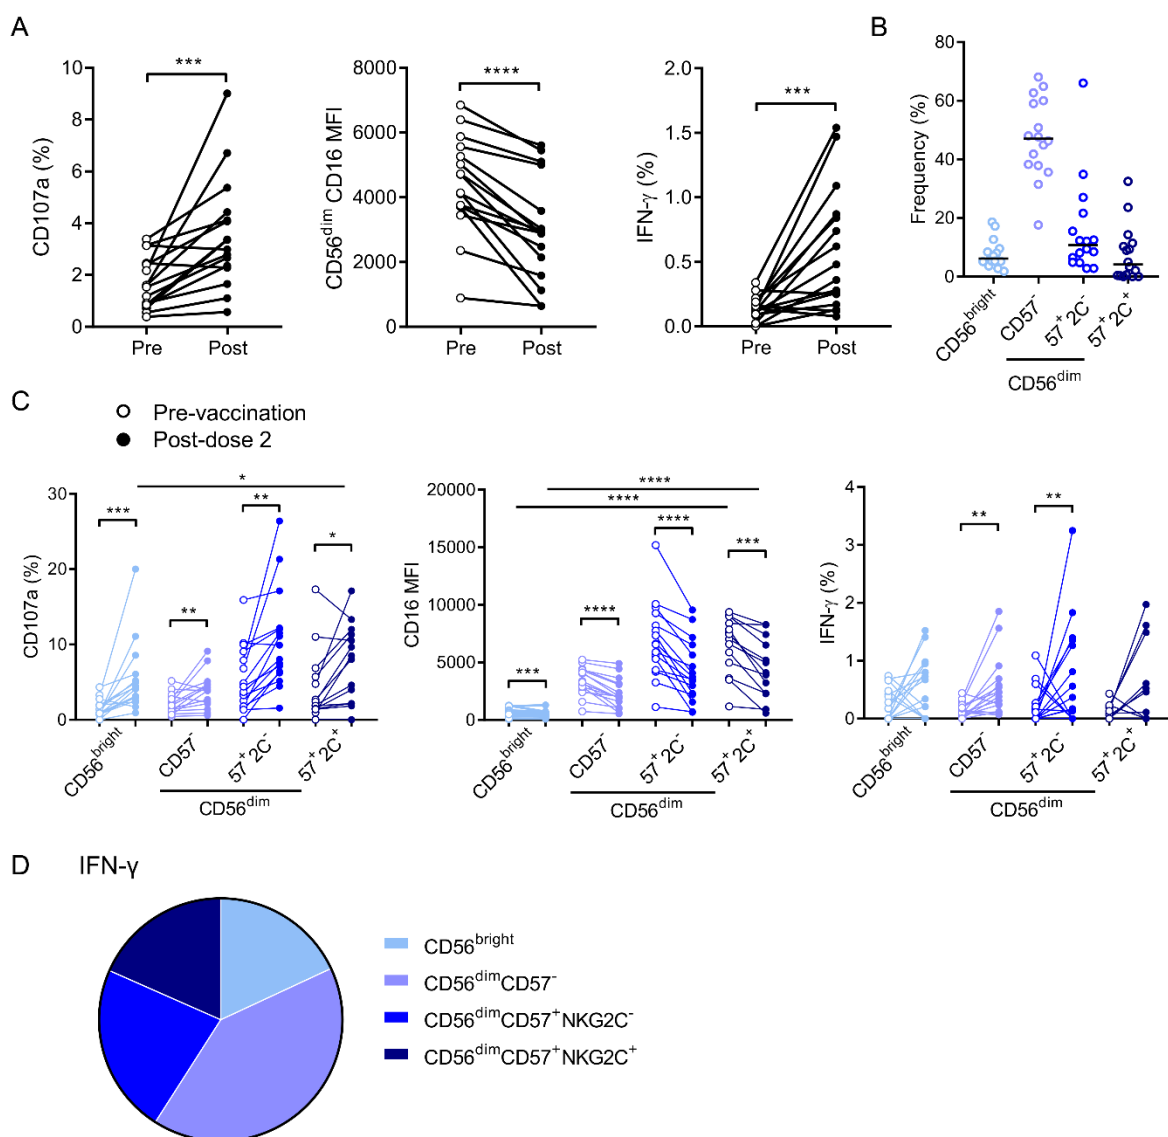 A
B
***
****
***
CD107a (%)
10
8
6
4
2
0
Pre Post
CD56dim CD16 MFI
8000
6000
4000
2000
0
Pre Post
IFN-γ (%)
2.0
1.5
1.0
0.5
0.0
Pre Post
Frequency (%)
80
60
40
20
0
CD56bright
CD57-
57+2C-
57+2C+
CD56dim
C
Pre-vaccination
Post-dose 2
CD107a (%)
30
20
10
0
*
***
**
**
*
CD56bright
CD57-
57+2C-
57+2C+
CD56dim
CD16 MFI
20000
15000
10000
5000
0
****
****
***
****
****
***
CD56bright
CD57-
57+2C-
57+2C+
CD56dim
IFN-γ (%)
4
3
2
1
0
**
**
CD56bright
CD57-
57+2C-
57+2C+
CD56dim
D IFN-γ
CD56bright
CD56dimCD57-
CD56dimCD57+NKG2C-
CD56dimCD57+NKG2C+